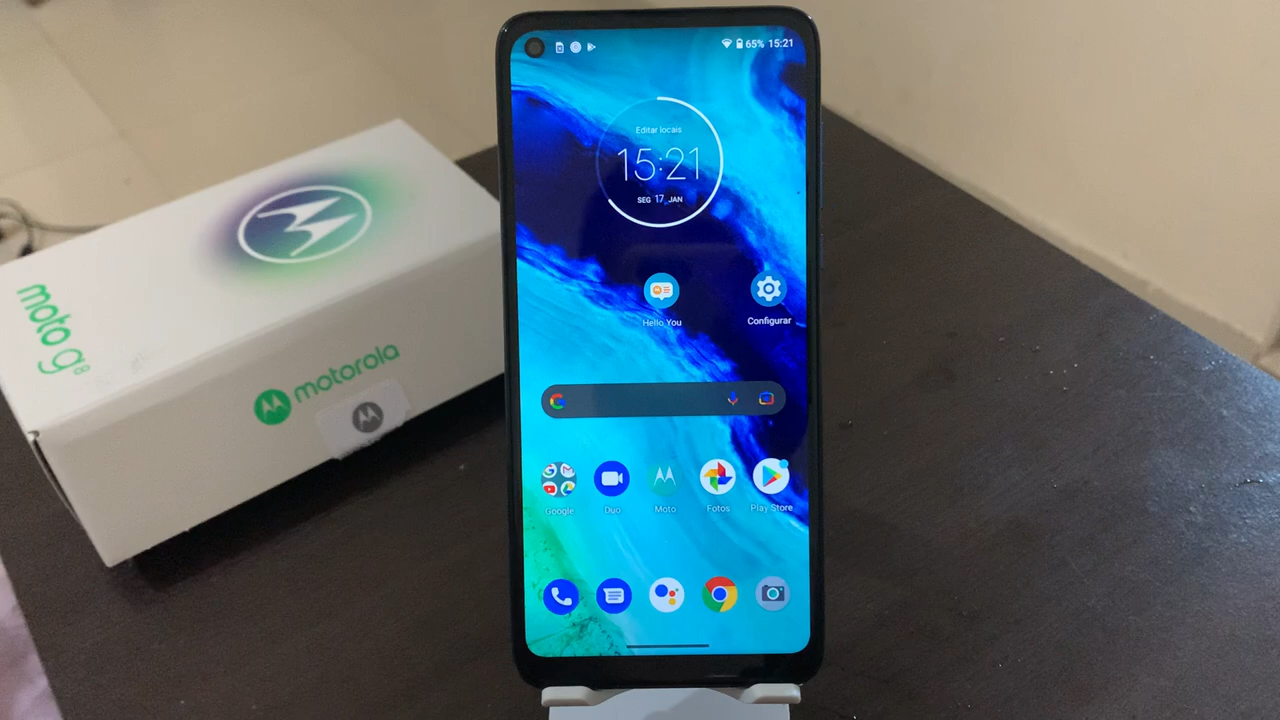 65% 15:21
Editar locais
15:21
SEG 17 JAN
Hello You
Configurar
Google
Duo
Moto
Fotos
Play Store
moto g8
motorola